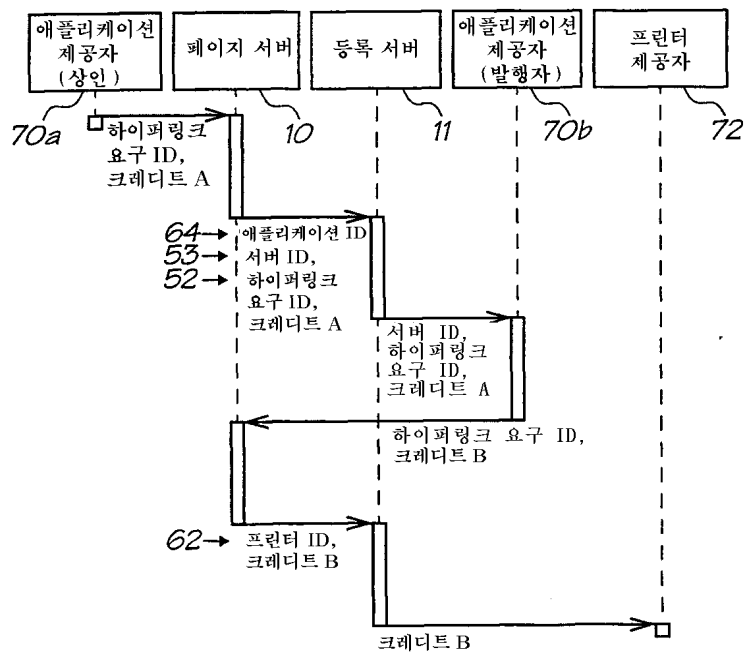 애플리케이션
제공자
(상인)
페이지 서버
등록 서버
애플리케이션
제공자
(발행자)
프린터
제공자
70a
10
11
70b
72
하이퍼링크
요구 ID,
크레디트 A
64
애플리케이션 ID
53
서버 ID,
52
하이퍼링크
요구 ID,
크레디트 A
서버 ID,
하이퍼링크
요구 ID,
크레디트 A
하이퍼링크 요구 ID,
크레디트 B
62
프린터 ID,
크레디트 B
크레디트 B